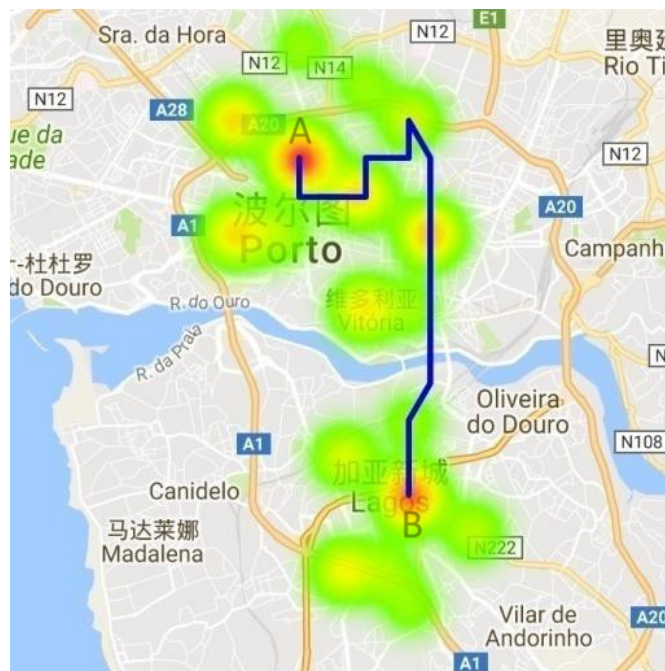 E1
Sra. da Hora
N12
里奥廷
Rio Ti
N12
N14
N12
A28
A20
A
que da
ade
N12
A20
波尔图
Porto
A1
Campanh
-杜杜罗
do Douro
维多利亚
Vitória
R. do Ouro
R. da Praia
Oliveira
do Douro
A1
N108
加亚新城
Lagos
Canidelo
B
马达莱娜
Madalena
N222
Vilar de
Andorinho
A20
A1